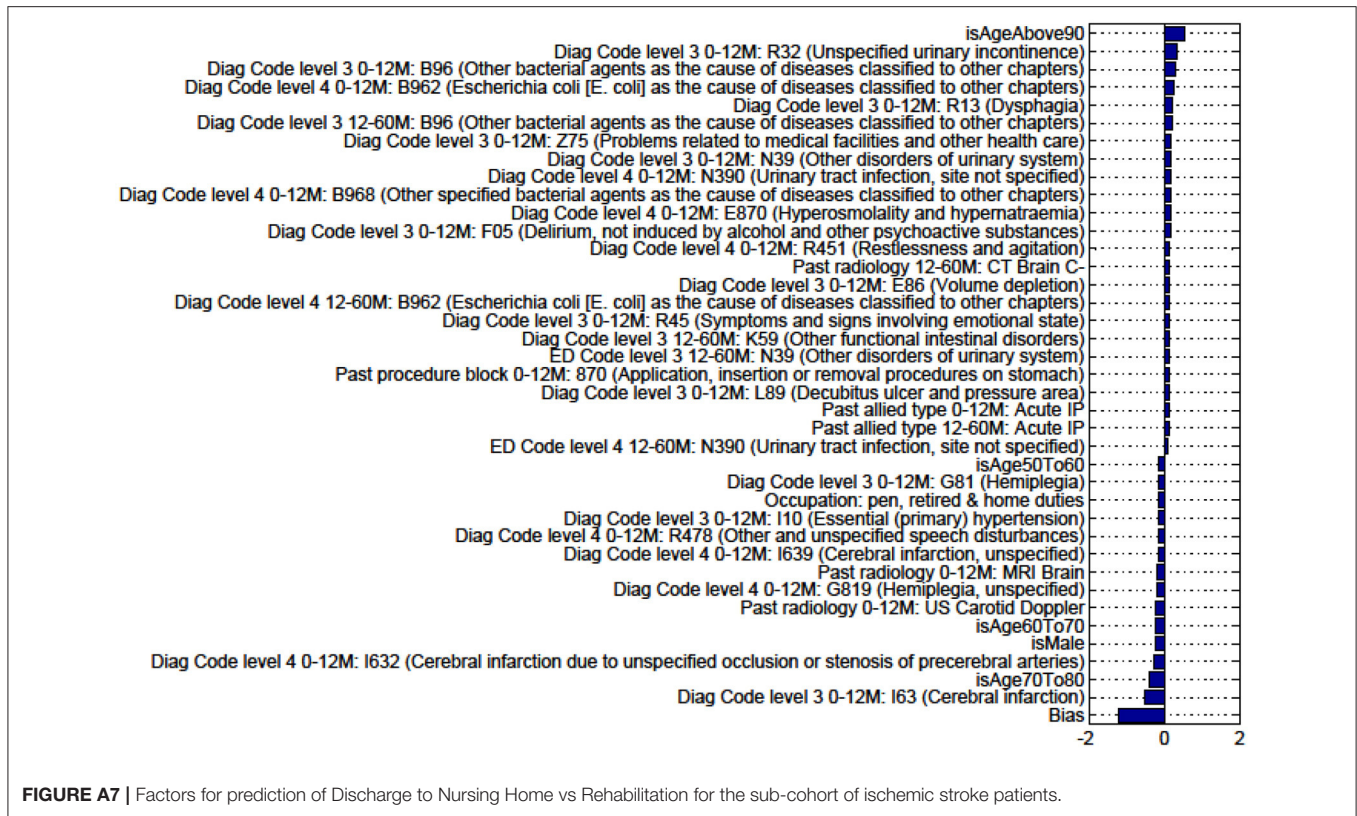 isAgeAbove90
Diag Code level 3 0-12M: R32 (Unspecified urinary incontinence)
Diag Code level 3 0-12M: B96 (Other bacterial agents as the cause of diseases classified to other chapters)
Diag Code level 4 0-12M: B962 (Escherichia coli [E. coli] as the cause of diseases classified to other chapters)
Diag Code level 3 0-12M: R13 (Dysphagia)
Diag Code level 3 12-60M: B96 (Other bacterial agents as the cause of diseases classified to other chapters)
Diag Code level 3 0-12M: Z75 (Problems related to medical facilities and other health care)
Diag Code level 3 0-12M: N39 (Other disorders of urinary system)
Diag Code level 4 0-12M: N390 (Urinary tract infection, site not specified)
Diag Code level 4 0-12M: B968 (Other specified bacterial agents as the cause of diseases classified to other chapters)
Diag Code level 4 0-12M: E870 (Hyperosmolality and hypernatraemia)
Diag Code level 3 0-12M: F05 (Delirium, not induced by alcohol and other psychoactive substances)
Diag Code level 4 0-12M: R451 (Restlessness and agitation)
Past radiology 12-60M: CT Brain C-
Diag Code level 3 0-12M: E86 (Volume depletion)
Diag Code level 4 12-60M: B962 (Escherichia coli [E. coli] as the cause of diseases classified to other chapters)
Diag Code level 3 0-12M: R45 (Symptoms and signs involving emotional state)
Diag Code level 3 12-60M: K59 (Other functional intestinal disorders)
ED Code level 3 12-60M: N39 (Other disorders of urinary system)
Past procedure block 0-12M: 870 (Application, insertion or removal procedures on stomach)
Diag Code level 3 0-12M: L89 (Decubitus ulcer and pressure area)
Past allied type 0-12M: Acute IP
Past allied type 12-60M: Acute IP
ED Code level 4 12-60M: N390 (Urinary tract infection, site not specified)
isAge50To60
Diag Code level 3 0-12M: G81 (Hemiplegia)
Occupation: pen, retired & home duties
Diag Code level 3 0-12M: I10 (Essential (primary) hypertension)
Diag Code level 4 0-12M: R478 (Other and unspecified speech disturbances)
Diag Code level 4 0-12M: I639 (Cerebral infarction, unspecified)
Past radiology 0-12M: MRI Brain
Diag Code level 4 0-12M: G819 (Hemiplegia, unspecified)
Past radiology 0-12M: US Carotid Doppler
isAge60To70
isMale
Diag Code level 4 0-12M: I632 (Cerebral infarction due to unspecified occlusion or stenosis of precerebral arteries)
isAge70To80
Diag Code level 3 0-12M: I63 (Cerebral infarction)
Bias
-2 0 2
FIGURE A7 | Factors for prediction of Discharge to Nursing Home vs Rehabilitation for the sub-cohort of ischemic stroke patients.